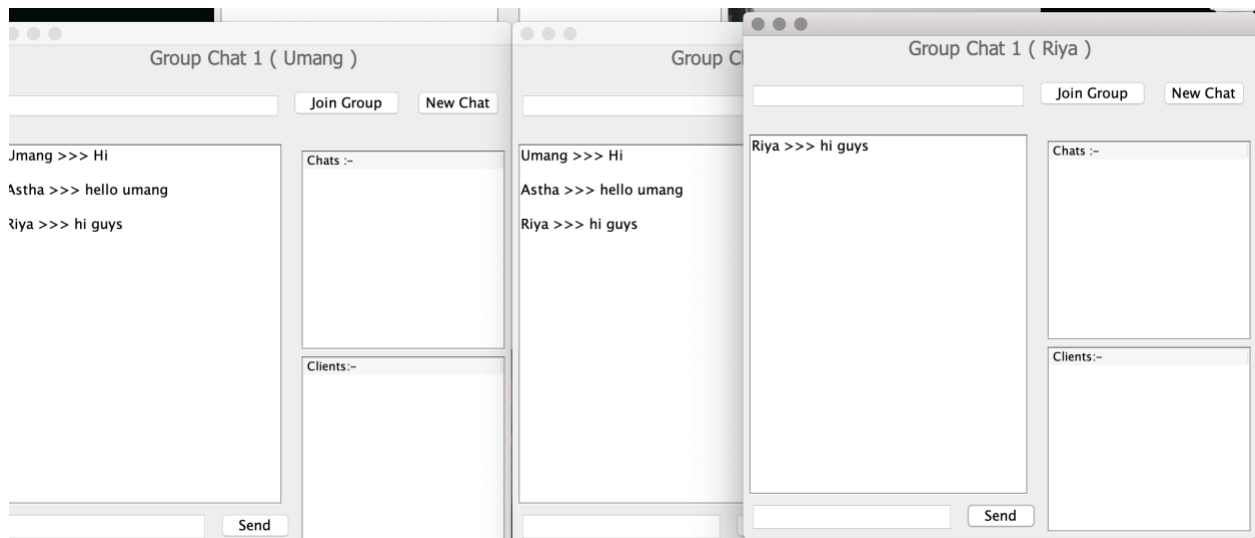 Group Chat 1 ( Umang )
Join Group
New Chat
Umang >>> Hi
Astha >>> hello umang
Riya >>> hi guys
Chats :-
Clients:-
Send
Group
Umang >>> Hi
Astha >>> hello umang
Riya >>> hi guys
Group Chat 1 ( Riya )
Join Group
New Chat
Riya >>> hi guys
Chats :-
Clients:-
Send